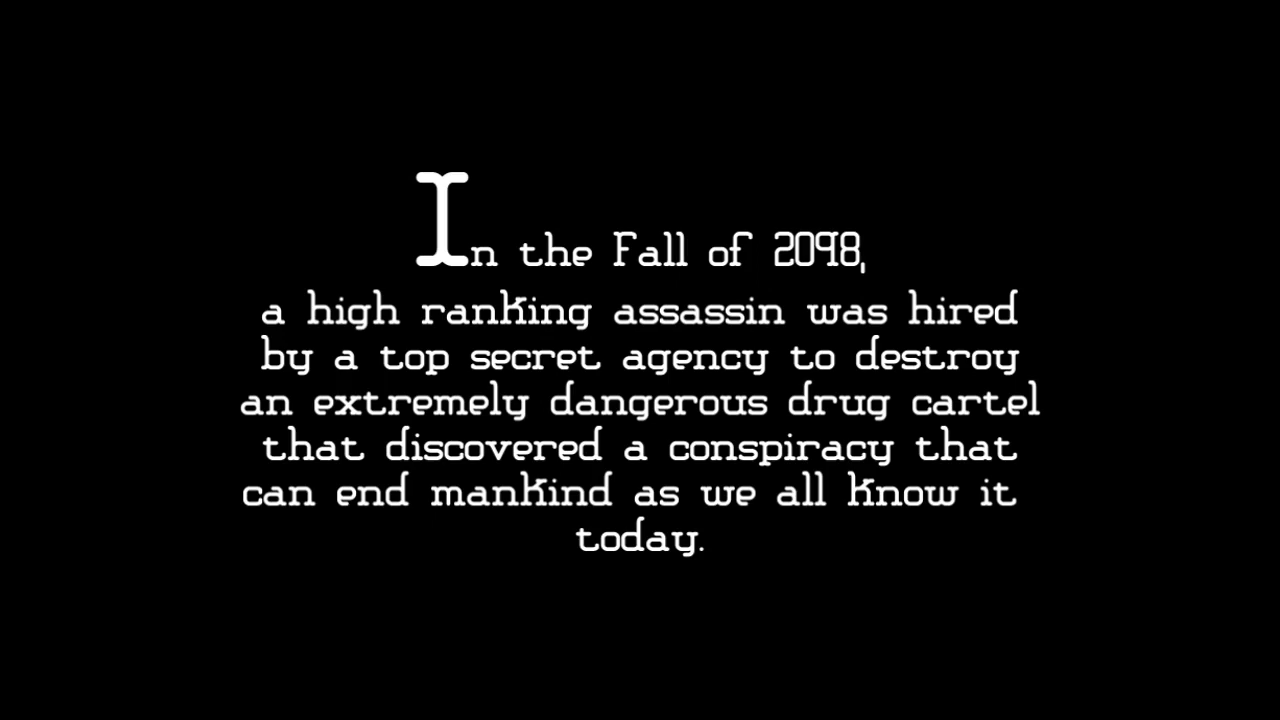 In the Fall of 2098,
a high ranking assassin was hired
by a top secret agency to destroy
an extremely dangerous drug cartel
that discovered a conspiracy that
can end mankind as we all know it
today.